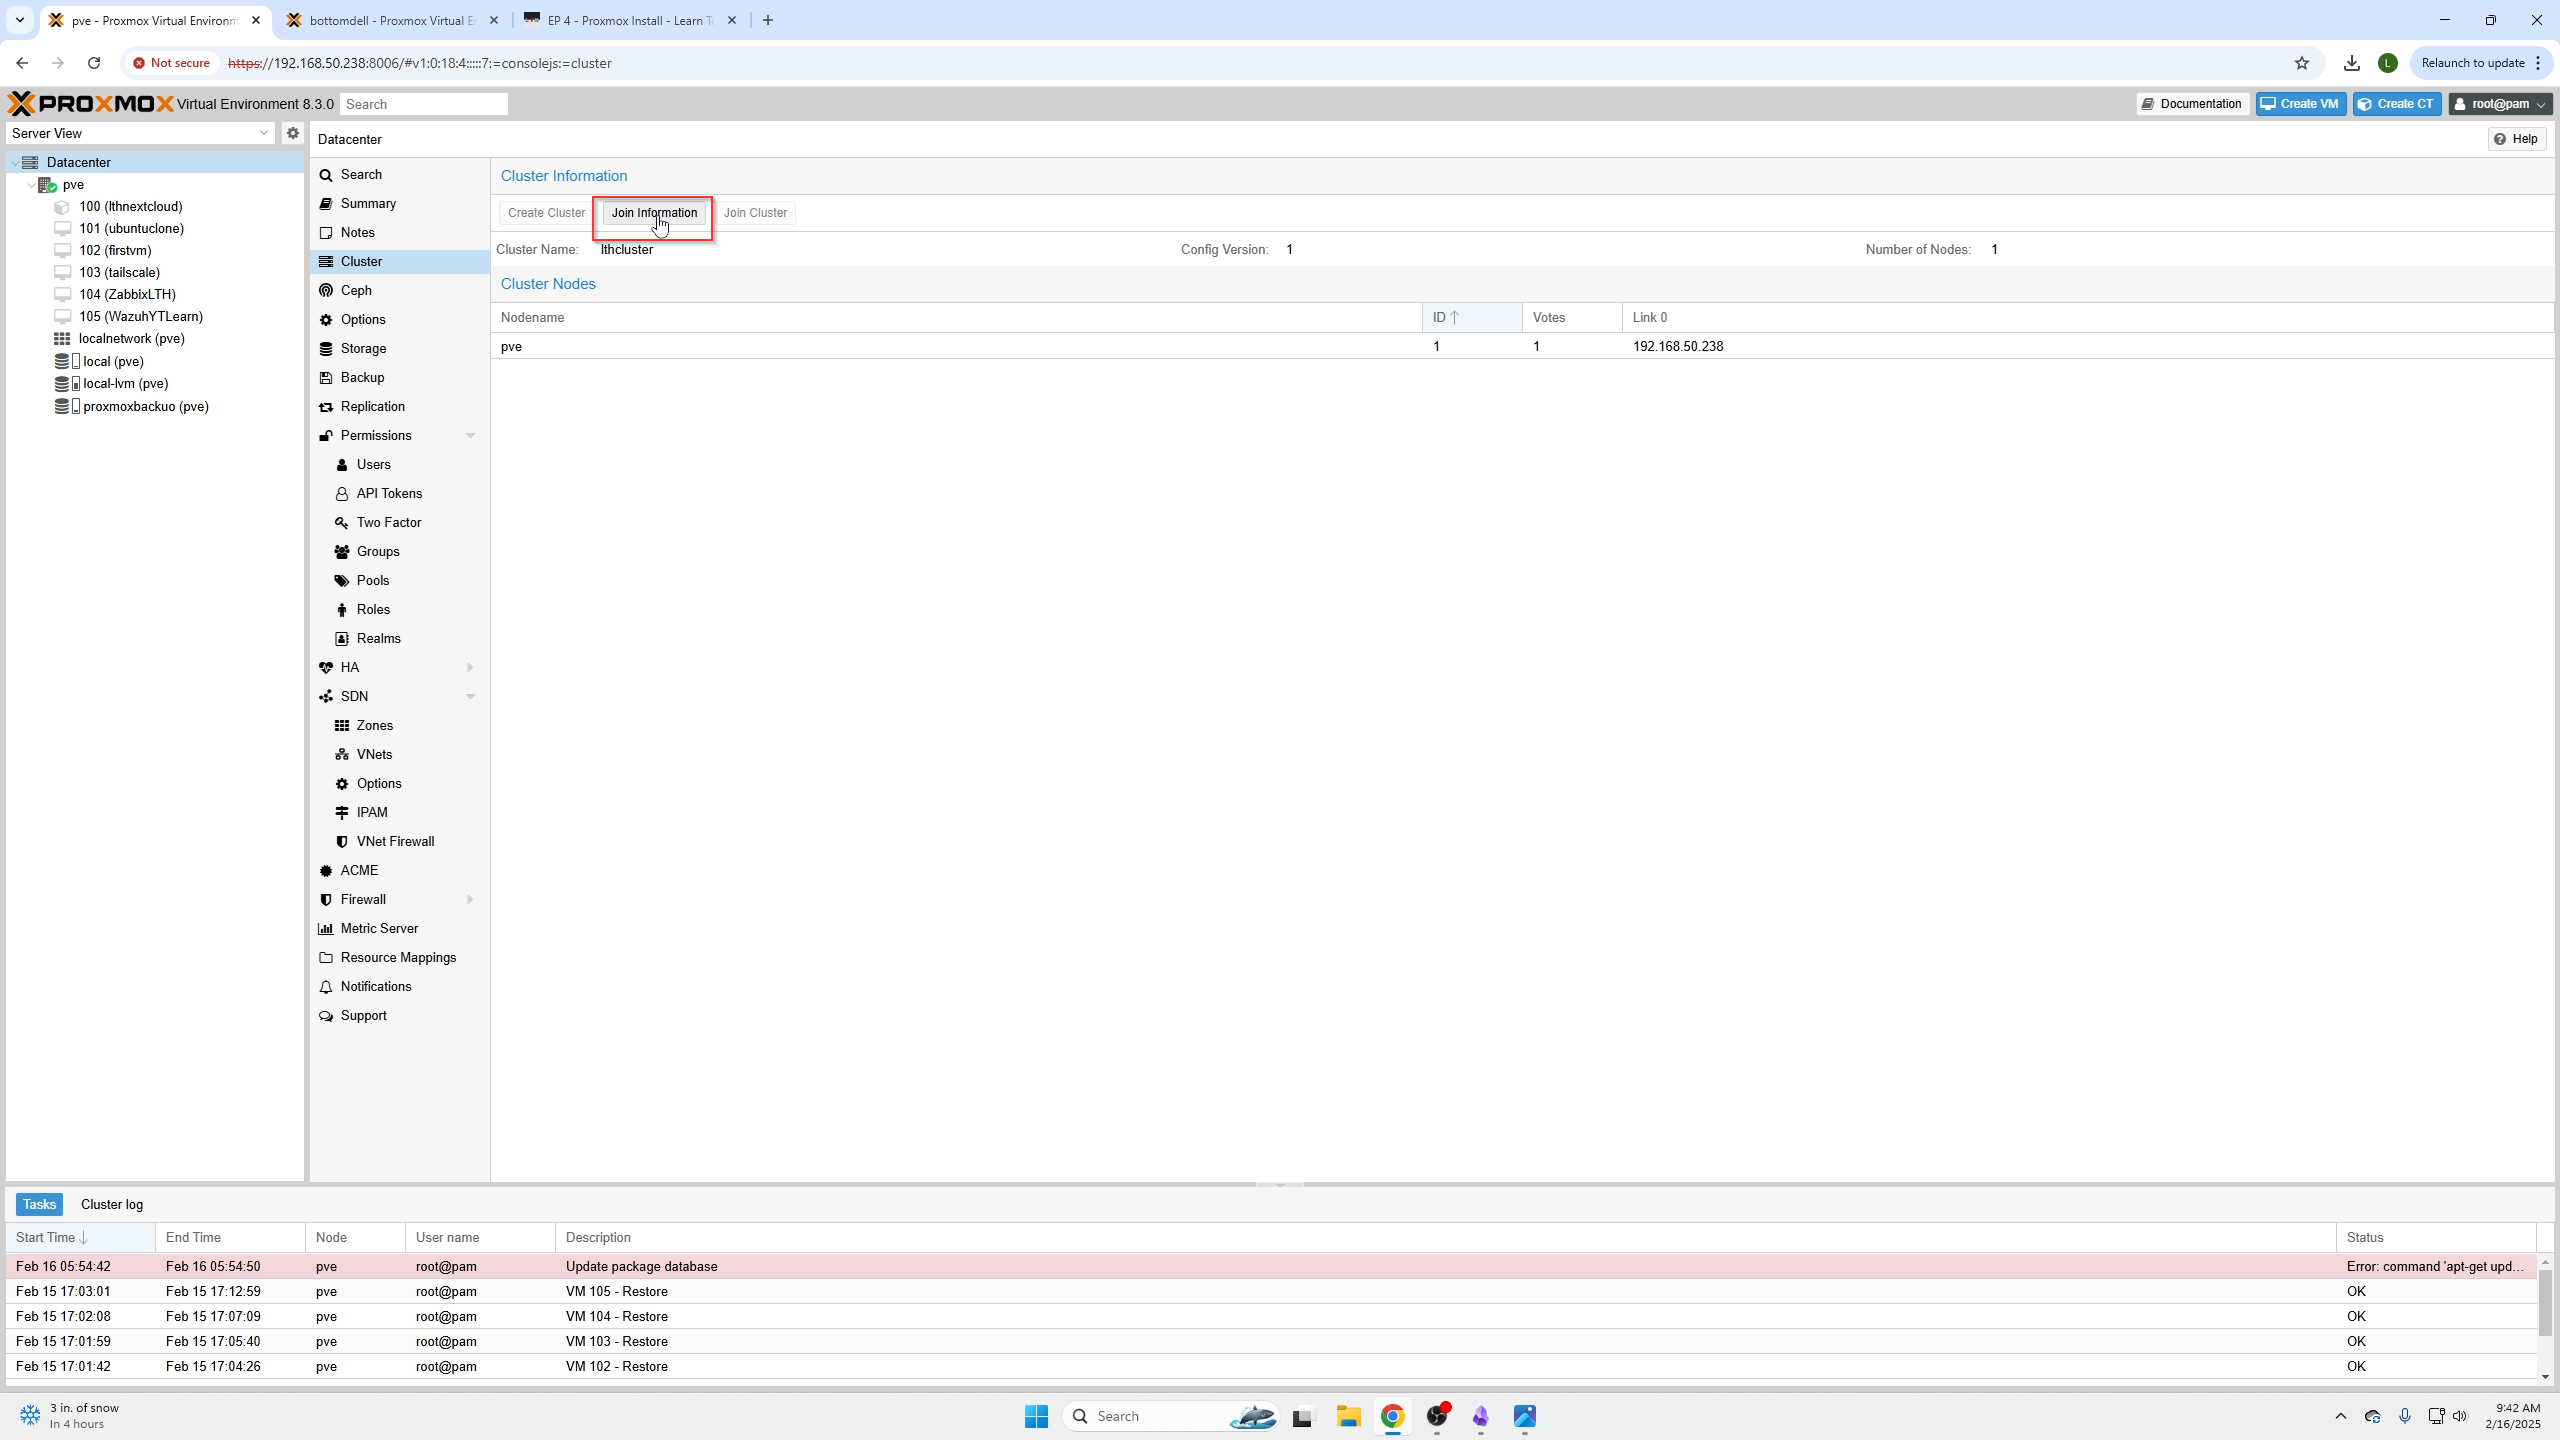 pve - Proxmox Virtual Environm
bottomdell - Proxmox Virtual E
EP 4 - Proxmox Install - Learn To
Not secure
https://192.168.50.238:8006/#v1:0:18:4:::::7:=consolejs:=cluster
L
Relaunch to update
PROXMOX Virtual Environment 8.3.0
Search
Documentation
Create VM
Create CT
root@pam
Server View
Datacenter
Help
Datacenter
pve
100 (lthnextcloud)
101 (ubuntuclone)
102 (firstvm)
103 (tailscale)
104 (ZabbixLTH)
105 (WazuhYTLearn)
localnetwork (pve)
local (pve)
local-lvm (pve)
proxmoxbackuo (pve)
Search
Summary
Notes
Cluster
Ceph
Options
Storage
Backup
Replication
Permissions
Users
API Tokens
Two Factor
Groups
Pools
Roles
Realms
HA
SDN
Zones
VNets
Options
IPAM
VNet Firewall
ACME
Firewall
Metric Server
Resource Mappings
Notifications
Support
Cluster Information
Create Cluster
Join Information
Join Cluster
Cluster Name: lthcluster
Config Version: 1
Number of Nodes: 1
Cluster Nodes
Nodename ID Votes Link 0
pve 1 1 192.168.50.238
Tasks
Cluster log
Start Time End Time Node User name Description Status
Feb 16 05:54:42 Feb 16 05:54:50 pve root@pam Update package database Error: command 'apt-get upd...
Feb 15 17:03:01 Feb 15 17:12:59 pve root@pam VM 105 - Restore OK
Feb 15 17:02:08 Feb 15 17:07:09 pve root@pam VM 104 - Restore OK
Feb 15 17:01:59 Feb 15 17:05:40 pve root@pam VM 103 - Restore OK
Feb 15 17:01:42 Feb 15 17:04:26 pve root@pam VM 102 - Restore OK
3 in. of snow
In 4 hours
Search
9:42 AM
2/16/2025